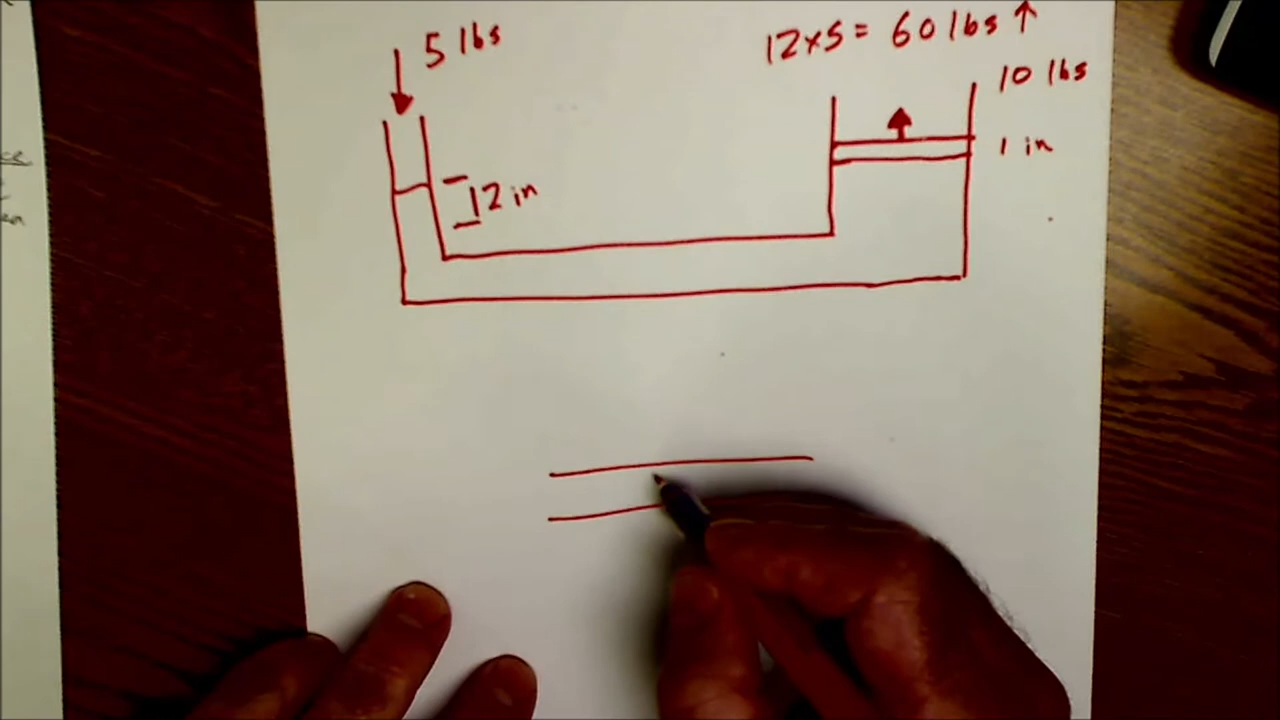 5 lbs
12 x 5 = 60 lbs ↑
10 lbs
1 in
12 in